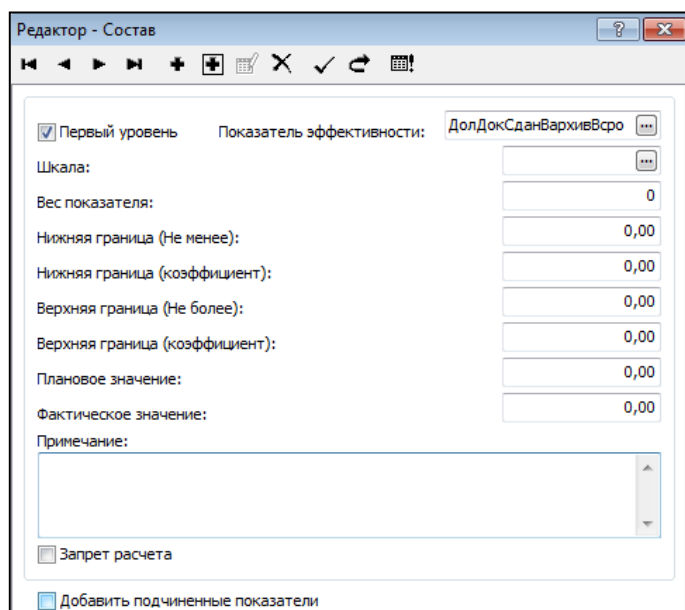 Редактор - Состав
Первый уровень Показатель эффективности: ДолДокСданВархивВсро
Шкала:
Вес показателя: 0
Нижняя граница (Не менее): 0,00
Нижняя граница (коэффициент): 0,00
Верхняя граница (Не более): 0,00
Верхняя граница (коэффициент): 0,00
Плановое значение: 0,00
Фактическое значение: 0,00
Примечание:
Запрет расчета
Добавить подчиненные показатели